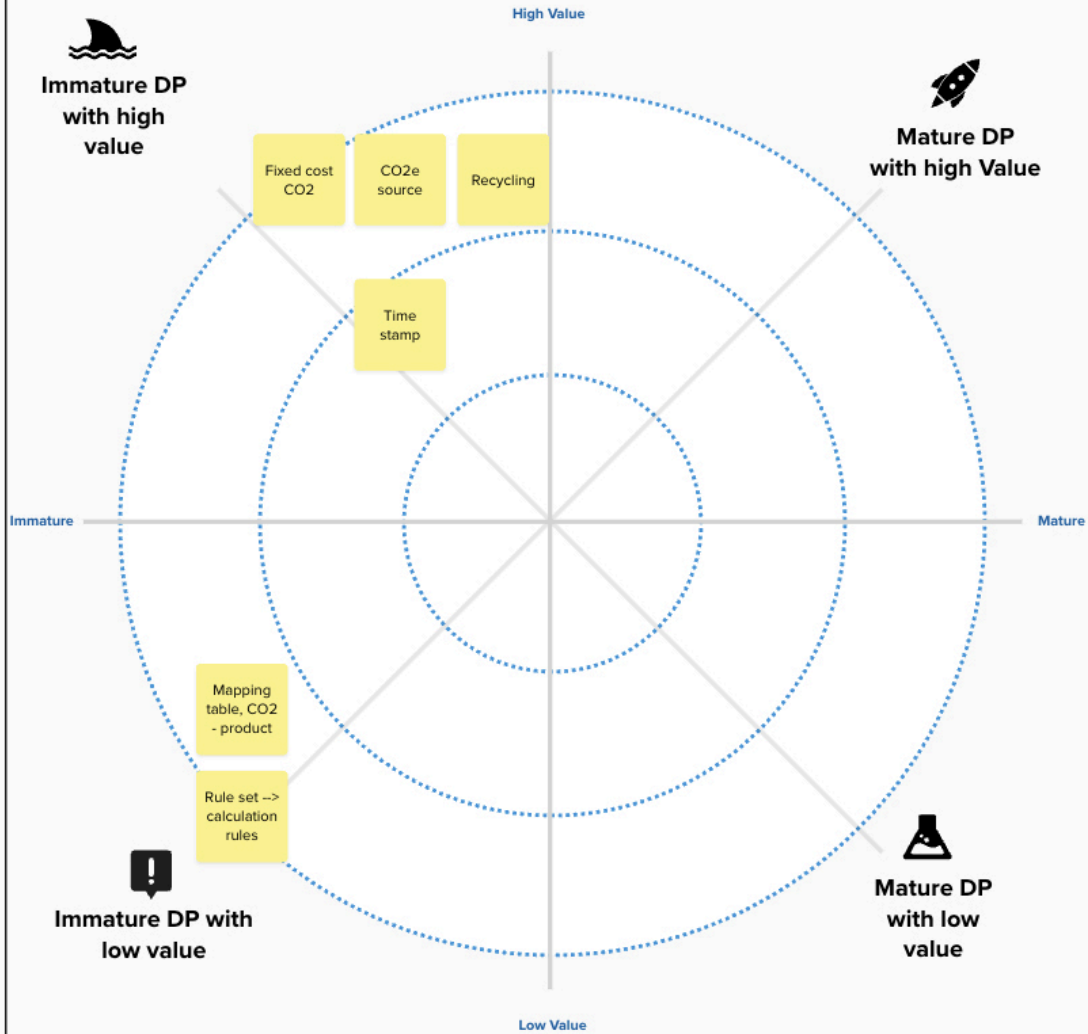 High Value
Immature DP
with high
value
Mature DP
with high Value
Fixed cost
CO2
CO2e
source
Recycling
Time
stamp
Immature
Mature
Mapping
table, CO2
- product
Rule set -->
calculation
rules
!
Immature DP with
low value
Mature DP
with low
value
Low Value